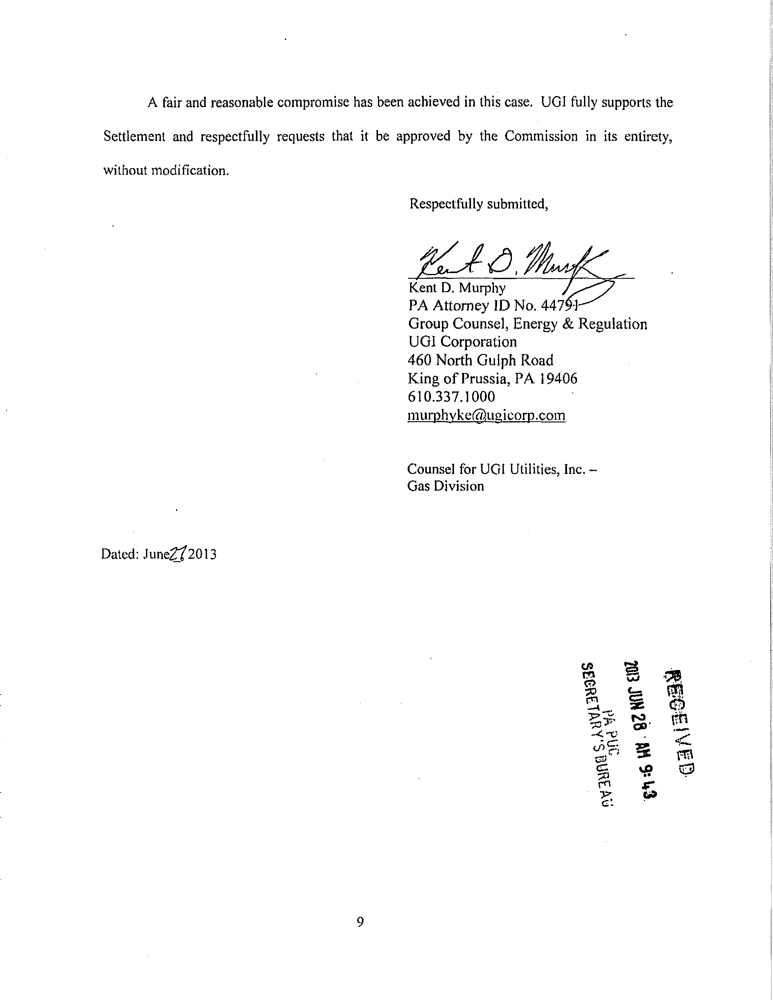 A fair and reasonable compromise has been achieved in this case. UGI fully supports the
Settlement and respectfully requests that it be approved by the Commission in its entirety,
without modification.
Respectfully submitted,
Kent D. Murphy
Kent D. Murphy
PA Attorney ID No. 44791
Group Counsel, Energy & Regulation
UGI Corporation
460 North Gulph Road
King of Prussia, PA 19406
610.337.1000
murphyke@ugicorp.com
Counsel for UGI Utilities, Inc. –
Gas Division
Dated: June 27 2013
RECEIVED
2013 JUN 28 AM 9:43
PA PUC
SECRETARY'S BUREAU
9